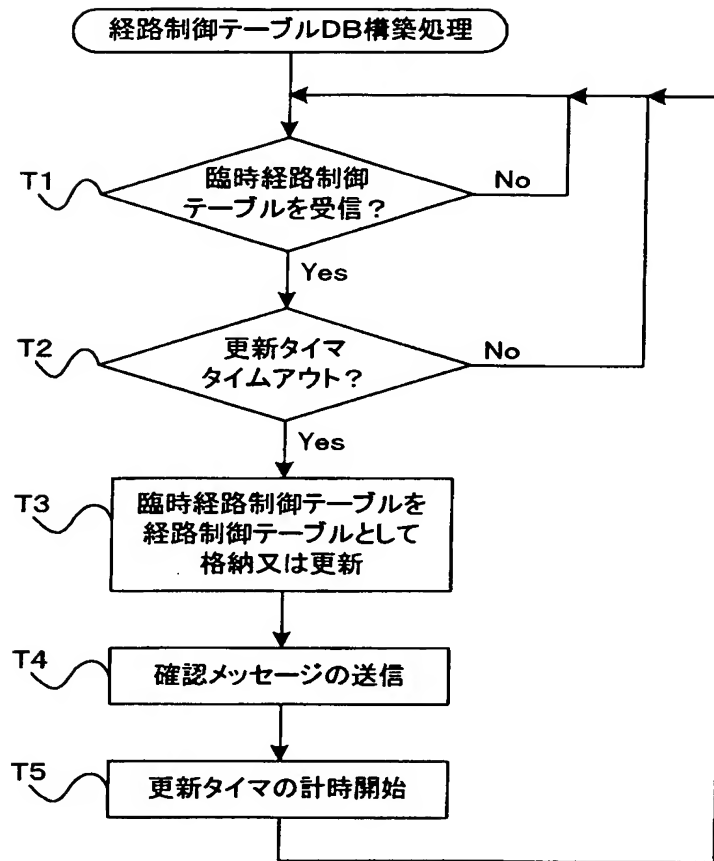 経路制御テーブルDB構築処理
T1
臨時経路制御
テーブルを受信?
No
Yes
T2
更新タイマ
タイムアウト?
No
Yes
T3
臨時経路制御テーブルを
経路制御テーブルとして
格納又は更新
T4
確認メッセージの送信
T5
更新タイマの計時開始